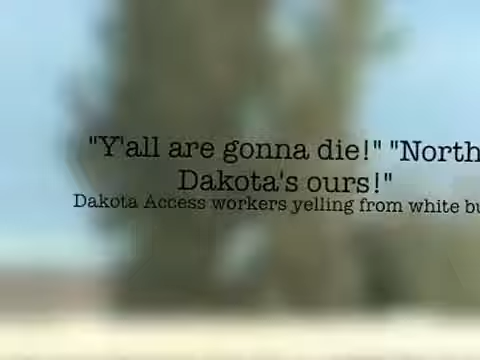 "Y'all are gonna die!" "North
Dakota's ours!"
Dakota Access workers yelling from white